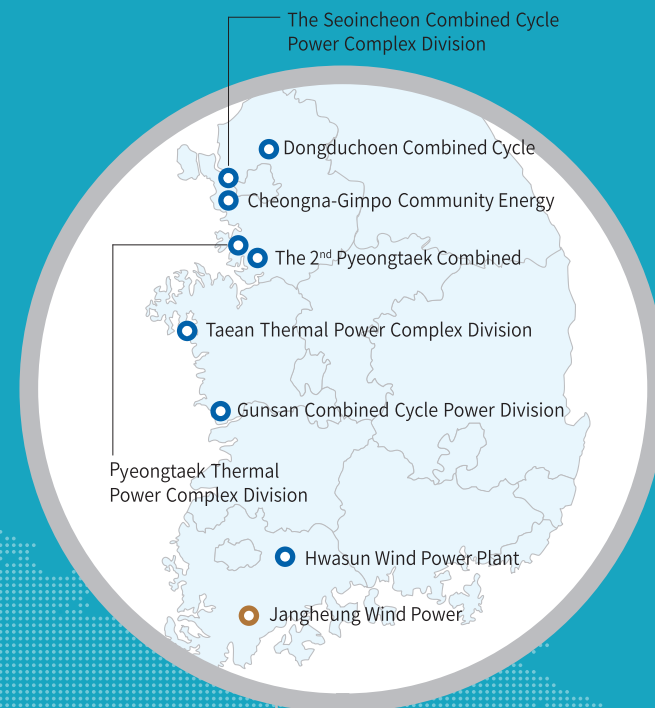 The Seoincheon Combined Cycle
Power Complex Division
Dongduchoen Combined Cycle
Cheongna-Gimpo Community Energy
The 2nd Pyeongtaek Combined
Taean Thermal Power Complex Division
Gunsan Combined Cycle Power Division
Pyeongtaek Thermal
Power Complex Division
Hwasun Wind Power Plant
Jangheung Wind Power